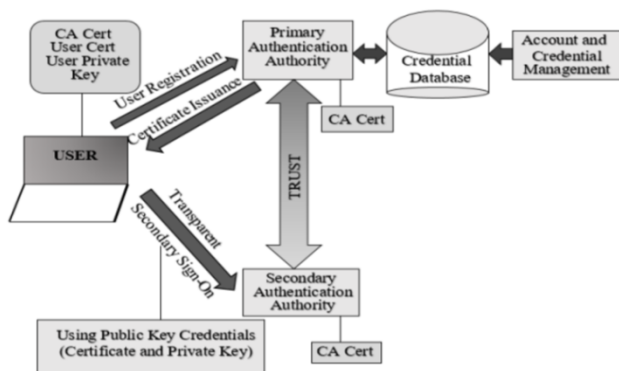 CA Cert
User Cert
User Private
Key
USER
User Registration
Certificate Issuance
Primary
Authentication
Authority
CA Cert
Credential
Database
Account and
Credential
Management
TRUST
Transparent
Secondary Sign-On
Secondary
Authentication
Authority
CA Cert
Using Public Key Credentials
(Certificate and Private Key)